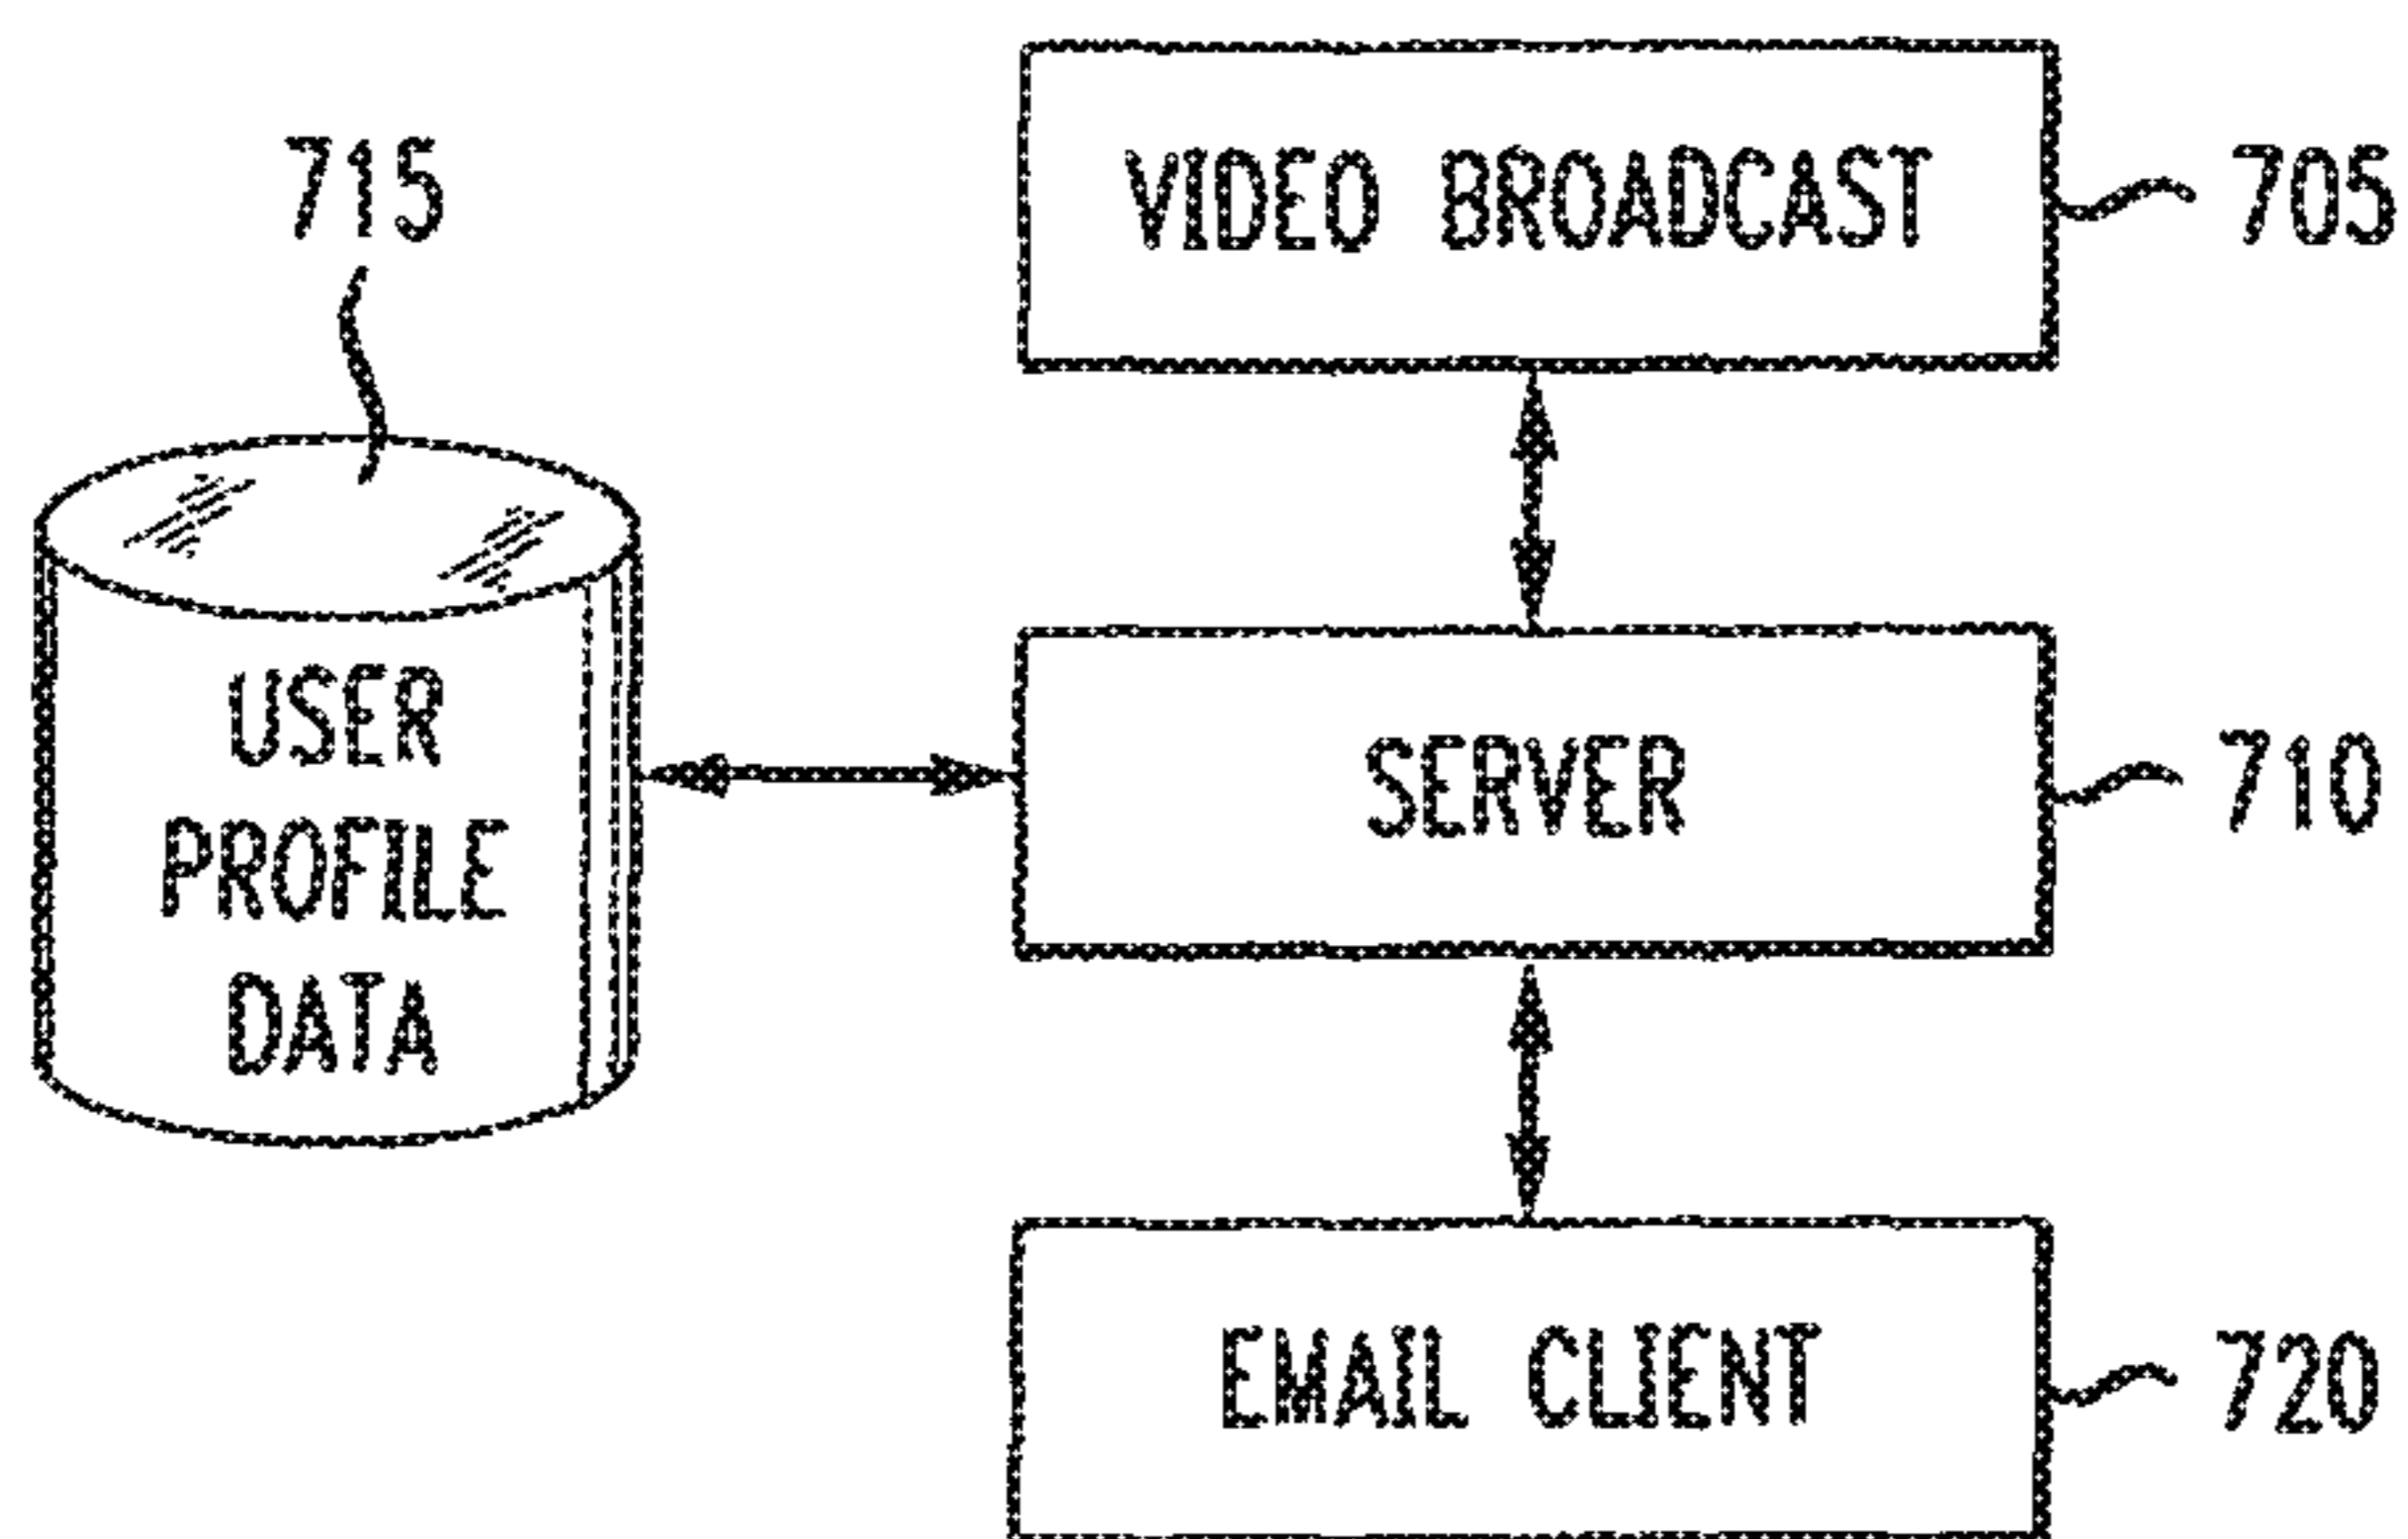 VIDEO BROADCAST
705
715
USER
PROFILE
DATA
SERVER
710
EMAIL CLIENT
720